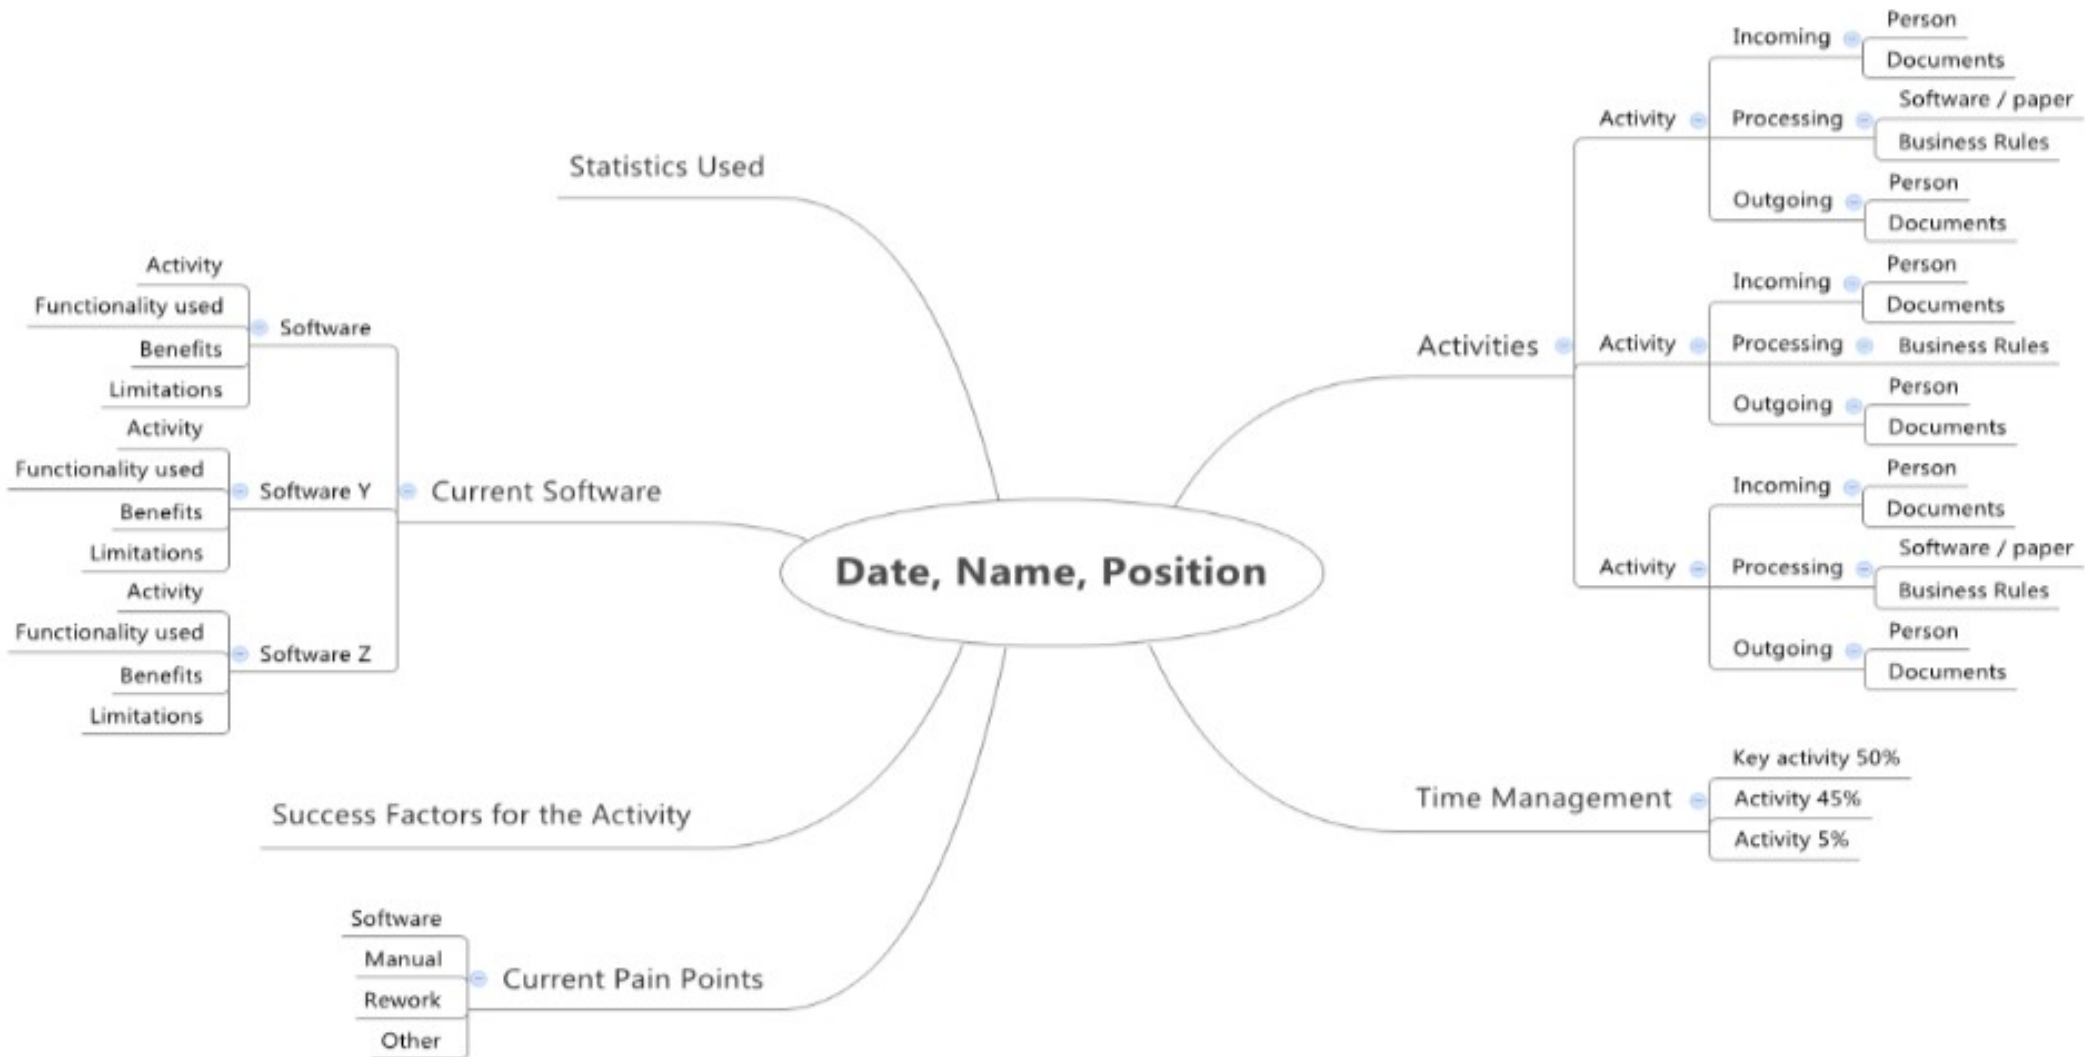 Statistics Used
Activity
Functionality used
Benefits
Limitations
Software
Activity
Functionality used
Benefits
Limitations
Software Y
Activity
Functionality used
Benefits
Limitations
Software Z
Current Software
Success Factors for the Activity
Software
Manual
Rework
Other
Current Pain Points
Date, Name, Position
Activities
Activity
Incoming
Person
Documents
Processing
Software / paper
Business Rules
Outgoing
Person
Documents
Activity
Incoming
Person
Documents
Processing
Business Rules
Outgoing
Person
Documents
Activity
Incoming
Person
Documents
Processing
Software / paper
Business Rules
Outgoing
Person
Documents
Time Management
Key activity 50%
Activity 45%
Activity 5%